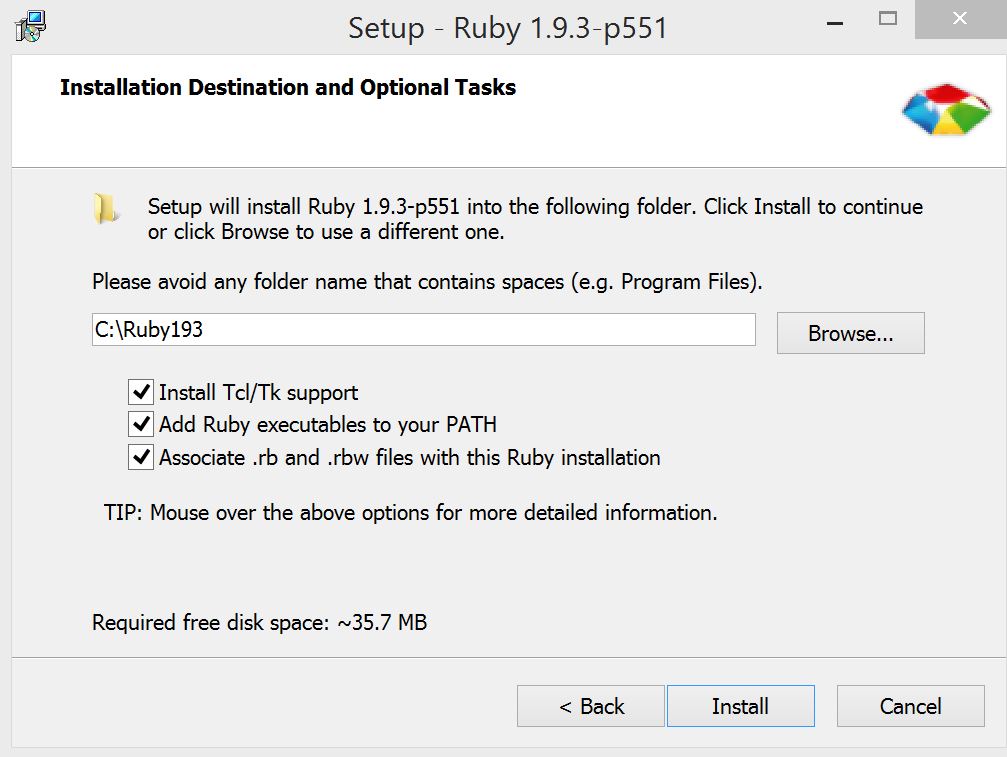 Setup - Ruby 1.9.3-p551
Installation Destination and Optional Tasks
Setup will install Ruby 1.9.3-p551 into the following folder. Click Install to continue
or click Browse to use a different one.
Please avoid any folder name that contains spaces (e.g. Program Files).
C:\Ruby193
Browse...
Install Tcl/Tk support
Add Ruby executables to your PATH
Associate .rb and .rbw files with this Ruby installation
TIP: Mouse over the above options for more detailed information.
Required free disk space: ~35.7 MB
< Back
Install
Cancel